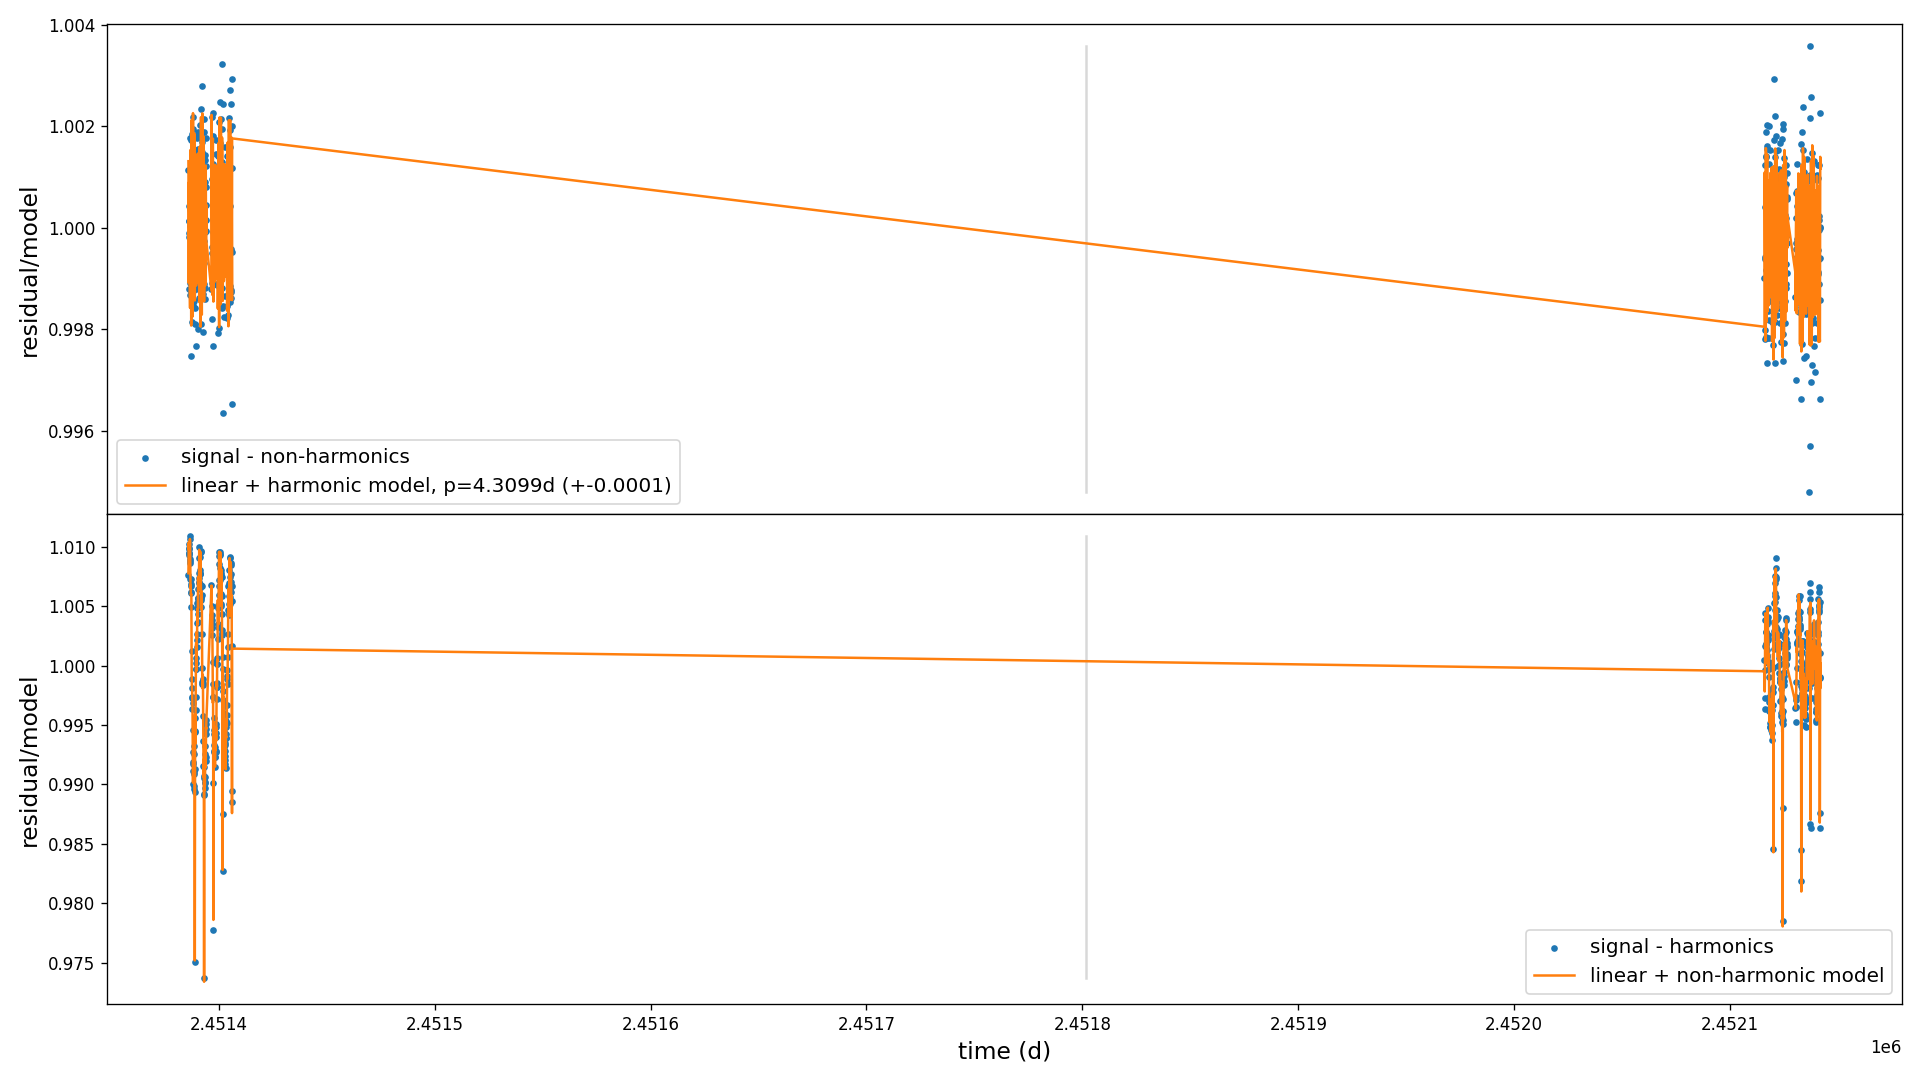 1.004
1.002
1.000
0.998
0.996
residual/model
signal - non-harmonics
linear + harmonic model, p=4.3099d (+-0.0001)
1.010
1.005
1.000
0.995
0.990
0.985
0.980
0.975
residual/model
signal - harmonics
linear + non-harmonic model
2.4514 2.4515 2.4516 2.4517 2.4518 2.4519 2.4520 2.4521
1e6
time (d)